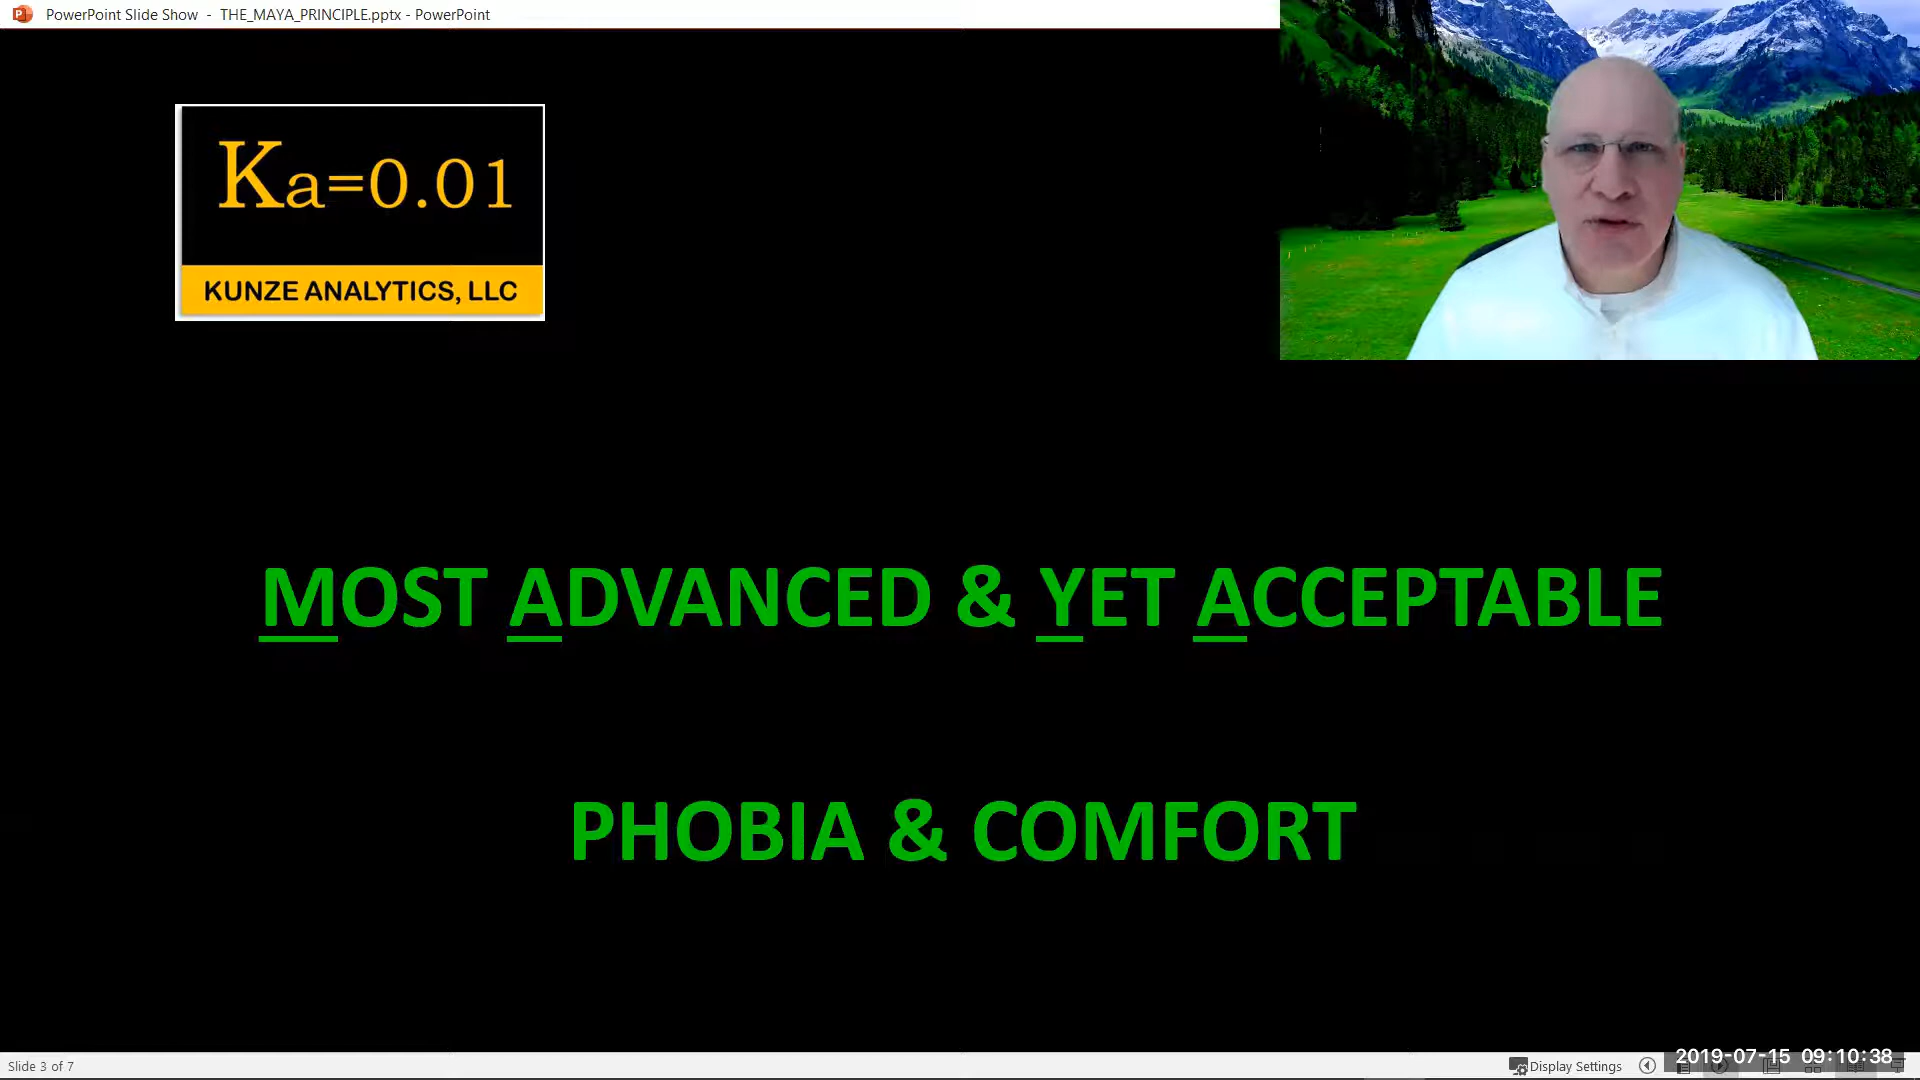 PowerPoint Slide Show - THE_MAYA_PRINCIPLE.pptx - PowerPoint
Ka=0.01
KUNZE ANALYTICS, LLC
MOST ADVANCED & YET ACCEPTABLE
PHOBIA & COMFORT
Slide 3 of 7
Display Settings
2019-07-15 09:10:38